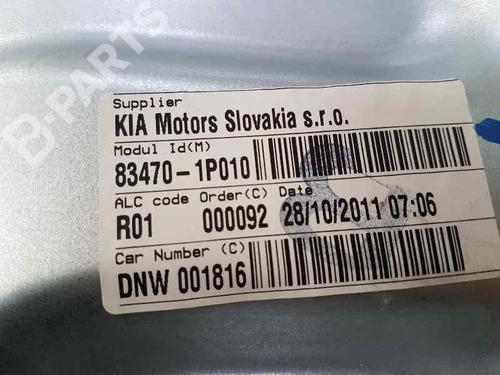 B-PARTS
Supplier
KIA Motors Slovakia s.r.o.
Modul Id(M)
83470-1P010
ALC code Order(C) Date
R01 000092 28/10/2011 07:06
Car Number (C)
DNW 001816